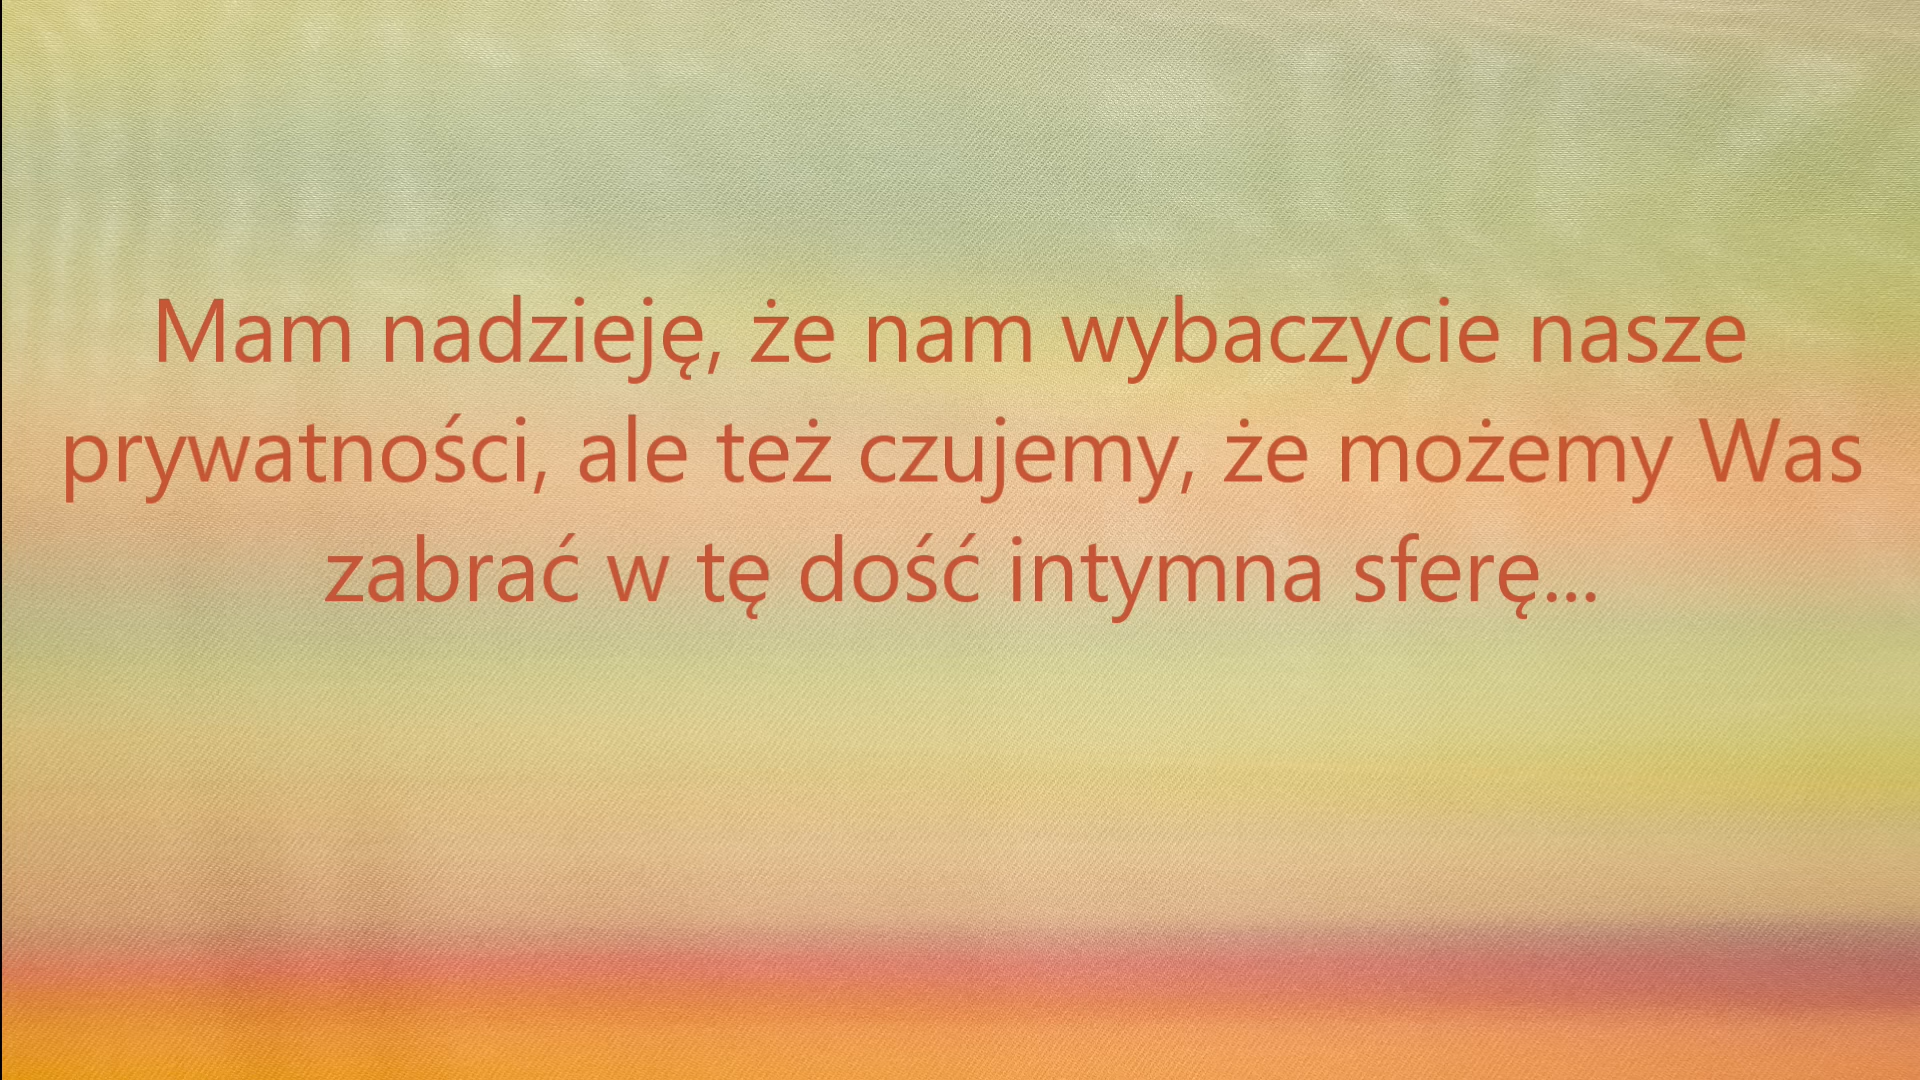 Mam nadzieję, że nam wybaczycie nasze
prywatności, ale też czujemy, że możemy Was
zabrać w tę dość intymna sferę...